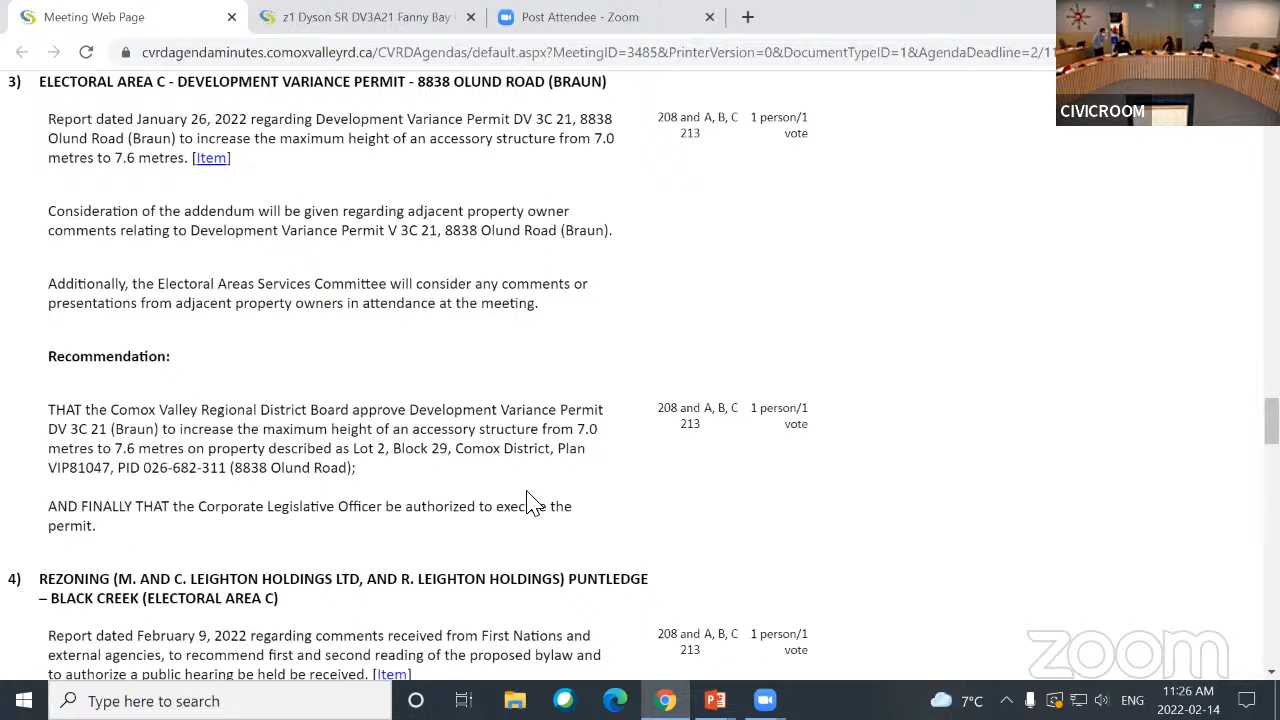 Meeting Web Page
z1 Dyson SR DV3A21 Fanny Bay
Post Attendee - Zoom
cvrdagendaminutes.comoxvalleyrd.ca/CVRDAgendas/default.aspx?MeetingID=3485&PrinterVersion=0&DocumentTypeID=1&AgendaDeadline=2/11
CIVICROOM
3) ELECTORAL AREA C - DEVELOPMENT VARIANCE PERMIT - 8838 OLUND ROAD (BRAUN)
Report dated January 26, 2022 regarding Development Variance Permit DV 3C 21, 8838 208 and A, B, C 1 person/1
Olund Road (Braun) to increase the maximum height of an accessory structure from 7.0 213 vote
metres to 7.6 metres. [Item]
Consideration of the addendum will be given regarding adjacent property owner
comments relating to Development Variance Permit V 3C 21, 8838 Olund Road (Braun).
Additionally, the Electoral Areas Services Committee will consider any comments or
presentations from adjacent property owners in attendance at the meeting.
Recommendation:
THAT the Comox Valley Regional District Board approve Development Variance Permit 208 and A, B, C 1 person/1
DV 3C 21 (Braun) to increase the maximum height of an accessory structure from 7.0 213 vote
metres to 7.6 metres on property described as Lot 2, Block 29, Comox District, Plan
VIP81047, PID 026-682-311 (8838 Olund Road);
AND FINALLY THAT the Corporate Legislative Officer be authorized to execute the
permit.
4) REZONING (M. AND C. LEIGHTON HOLDINGS LTD, AND R. LEIGHTON HOLDINGS) PUNTLEDGE
– BLACK CREEK (ELECTORAL AREA C)
Report dated February 9, 2022 regarding comments received from First Nations and 208 and A, B, C 1 person/1
external agencies, to recommend first and second reading of the proposed bylaw and 213 vote
to authorize a public hearing be held be received. [Item]
zoom
Type here to search
7°C
ENG
11:26 AM
2022-02-14